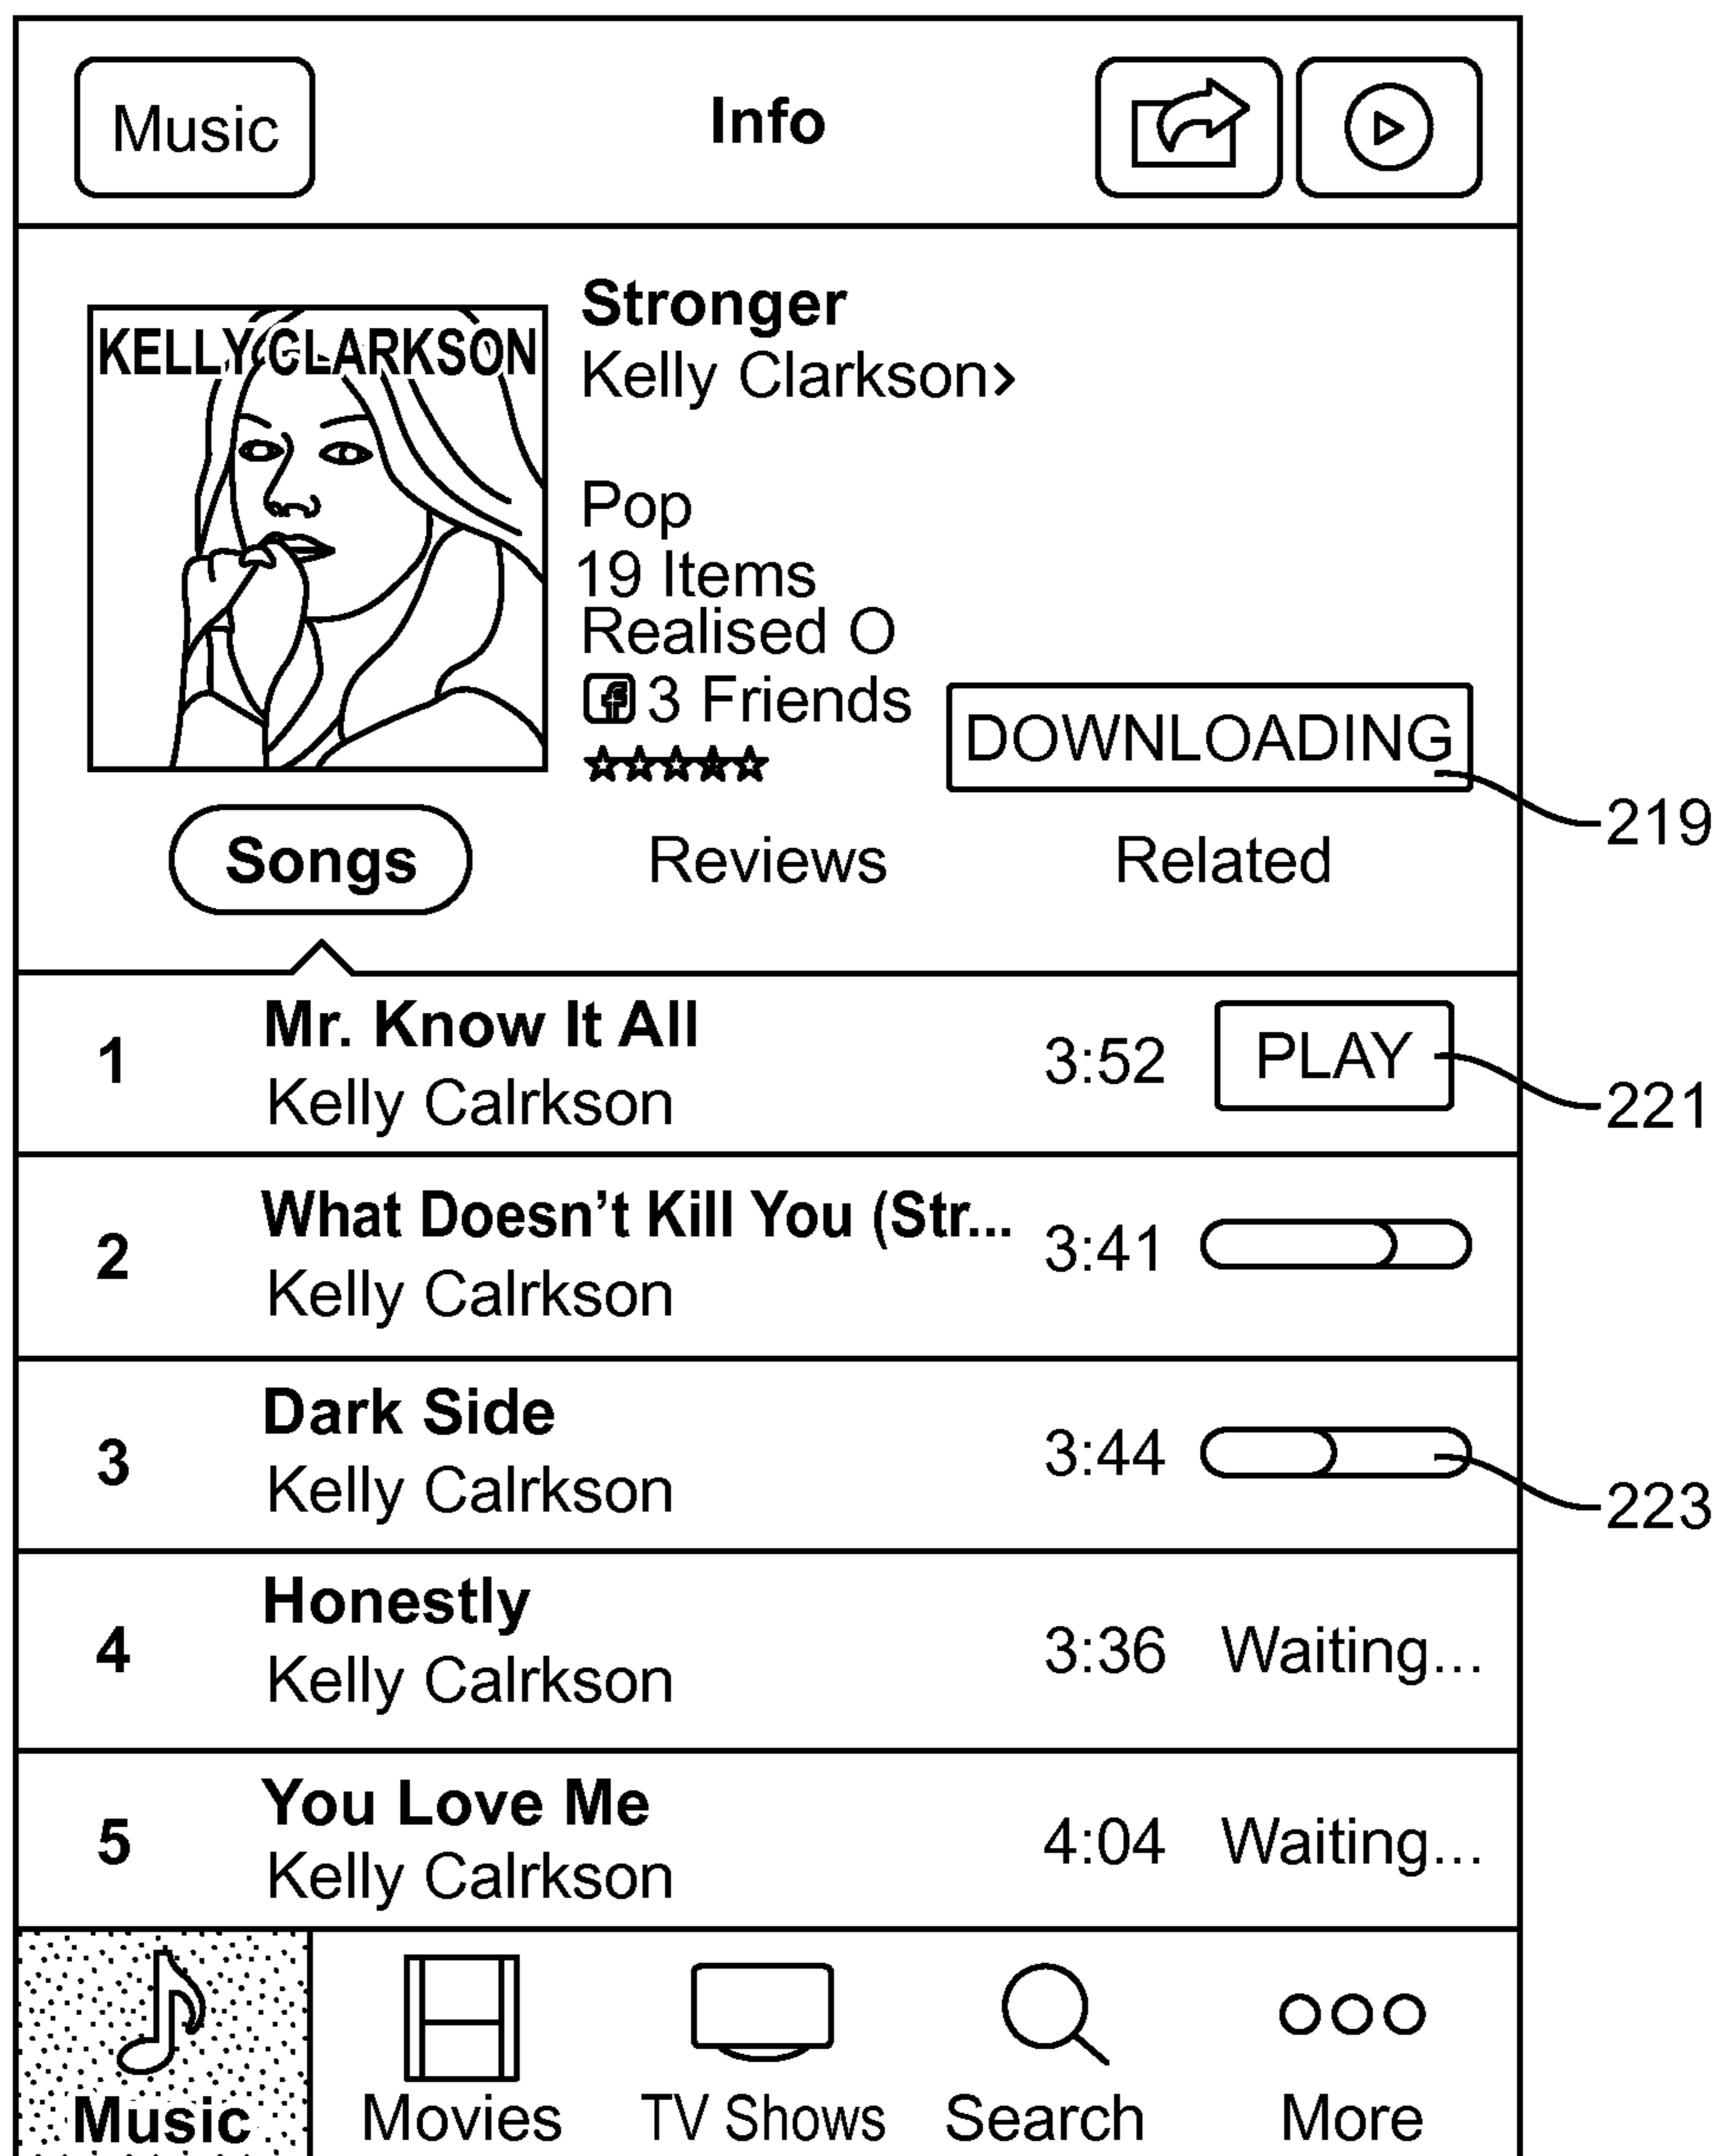 Music
Info
KELLY CLARKSON
Stronger
Kelly Clarkson>
Pop
19 Items
Realised O
f 3 Friends
DOWNLOADING
219
Songs Reviews Related
1 Mr. Know It All 3:52 PLAY
Kelly Calrkson
221
2 What Doesn't Kill You (Str... 3:41
Kelly Calrkson
3 Dark Side 3:44
Kelly Calrkson
223
4 Honestly 3:36 Waiting...
Kelly Calrkson
5 You Love Me 4:04 Waiting...
Kelly Calrkson
Music Movies TV Shows Search More